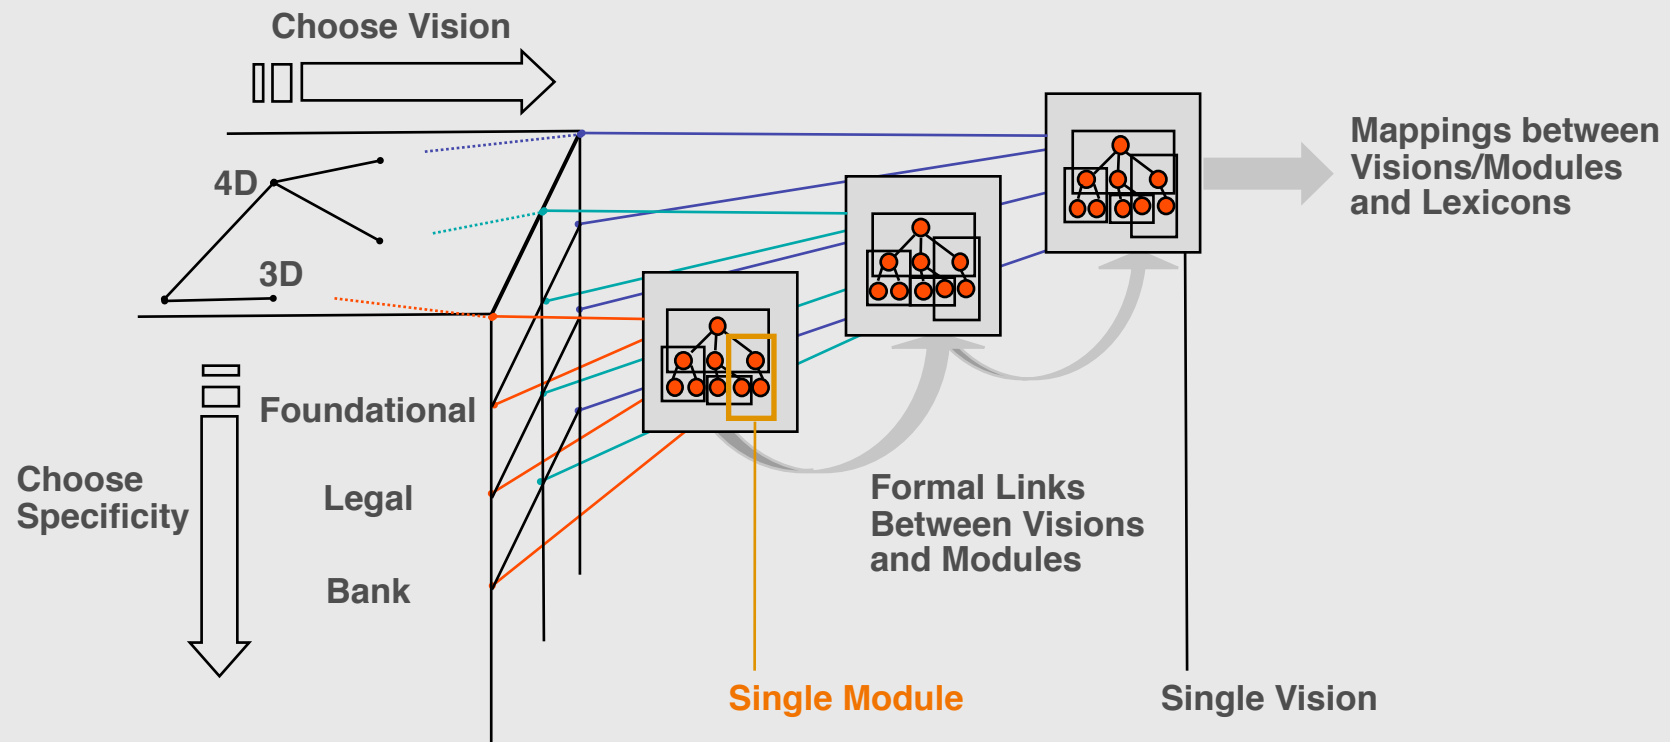 Choose Vision
4D
3D
Mappings between
Visions/Modules
and Lexicons
Foundational
Choose
Specificity
Legal
Bank
Formal Links
Between Visions
and Modules
Single Module
Single Vision